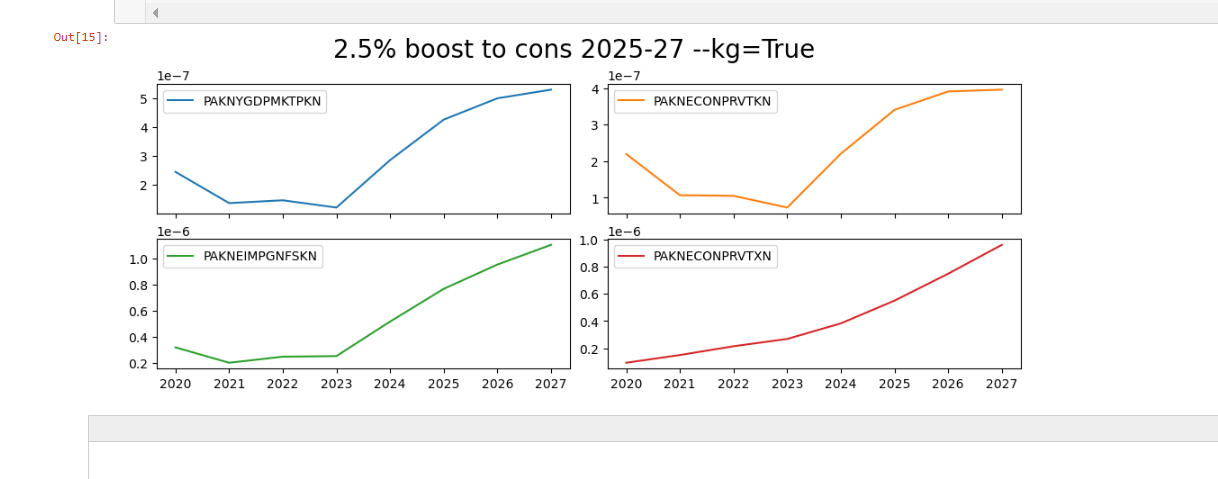 Out[15]:
2.5% boost to cons 2025-27 --kg=True
1e−7
PAKNYGDPMKTPKN
5
4
3
2
1e−7
PAKNECONPRVTKN
4
3
2
1
1e−6
PAKNEIMPGNFSKN
1.0
0.8
0.6
0.4
0.2
2020 2021 2022 2023 2024 2025 2026 2027
1e−6
PAKNECONPRVTXN
1.0
0.8
0.6
0.4
0.2
2020 2021 2022 2023 2024 2025 2026 2027